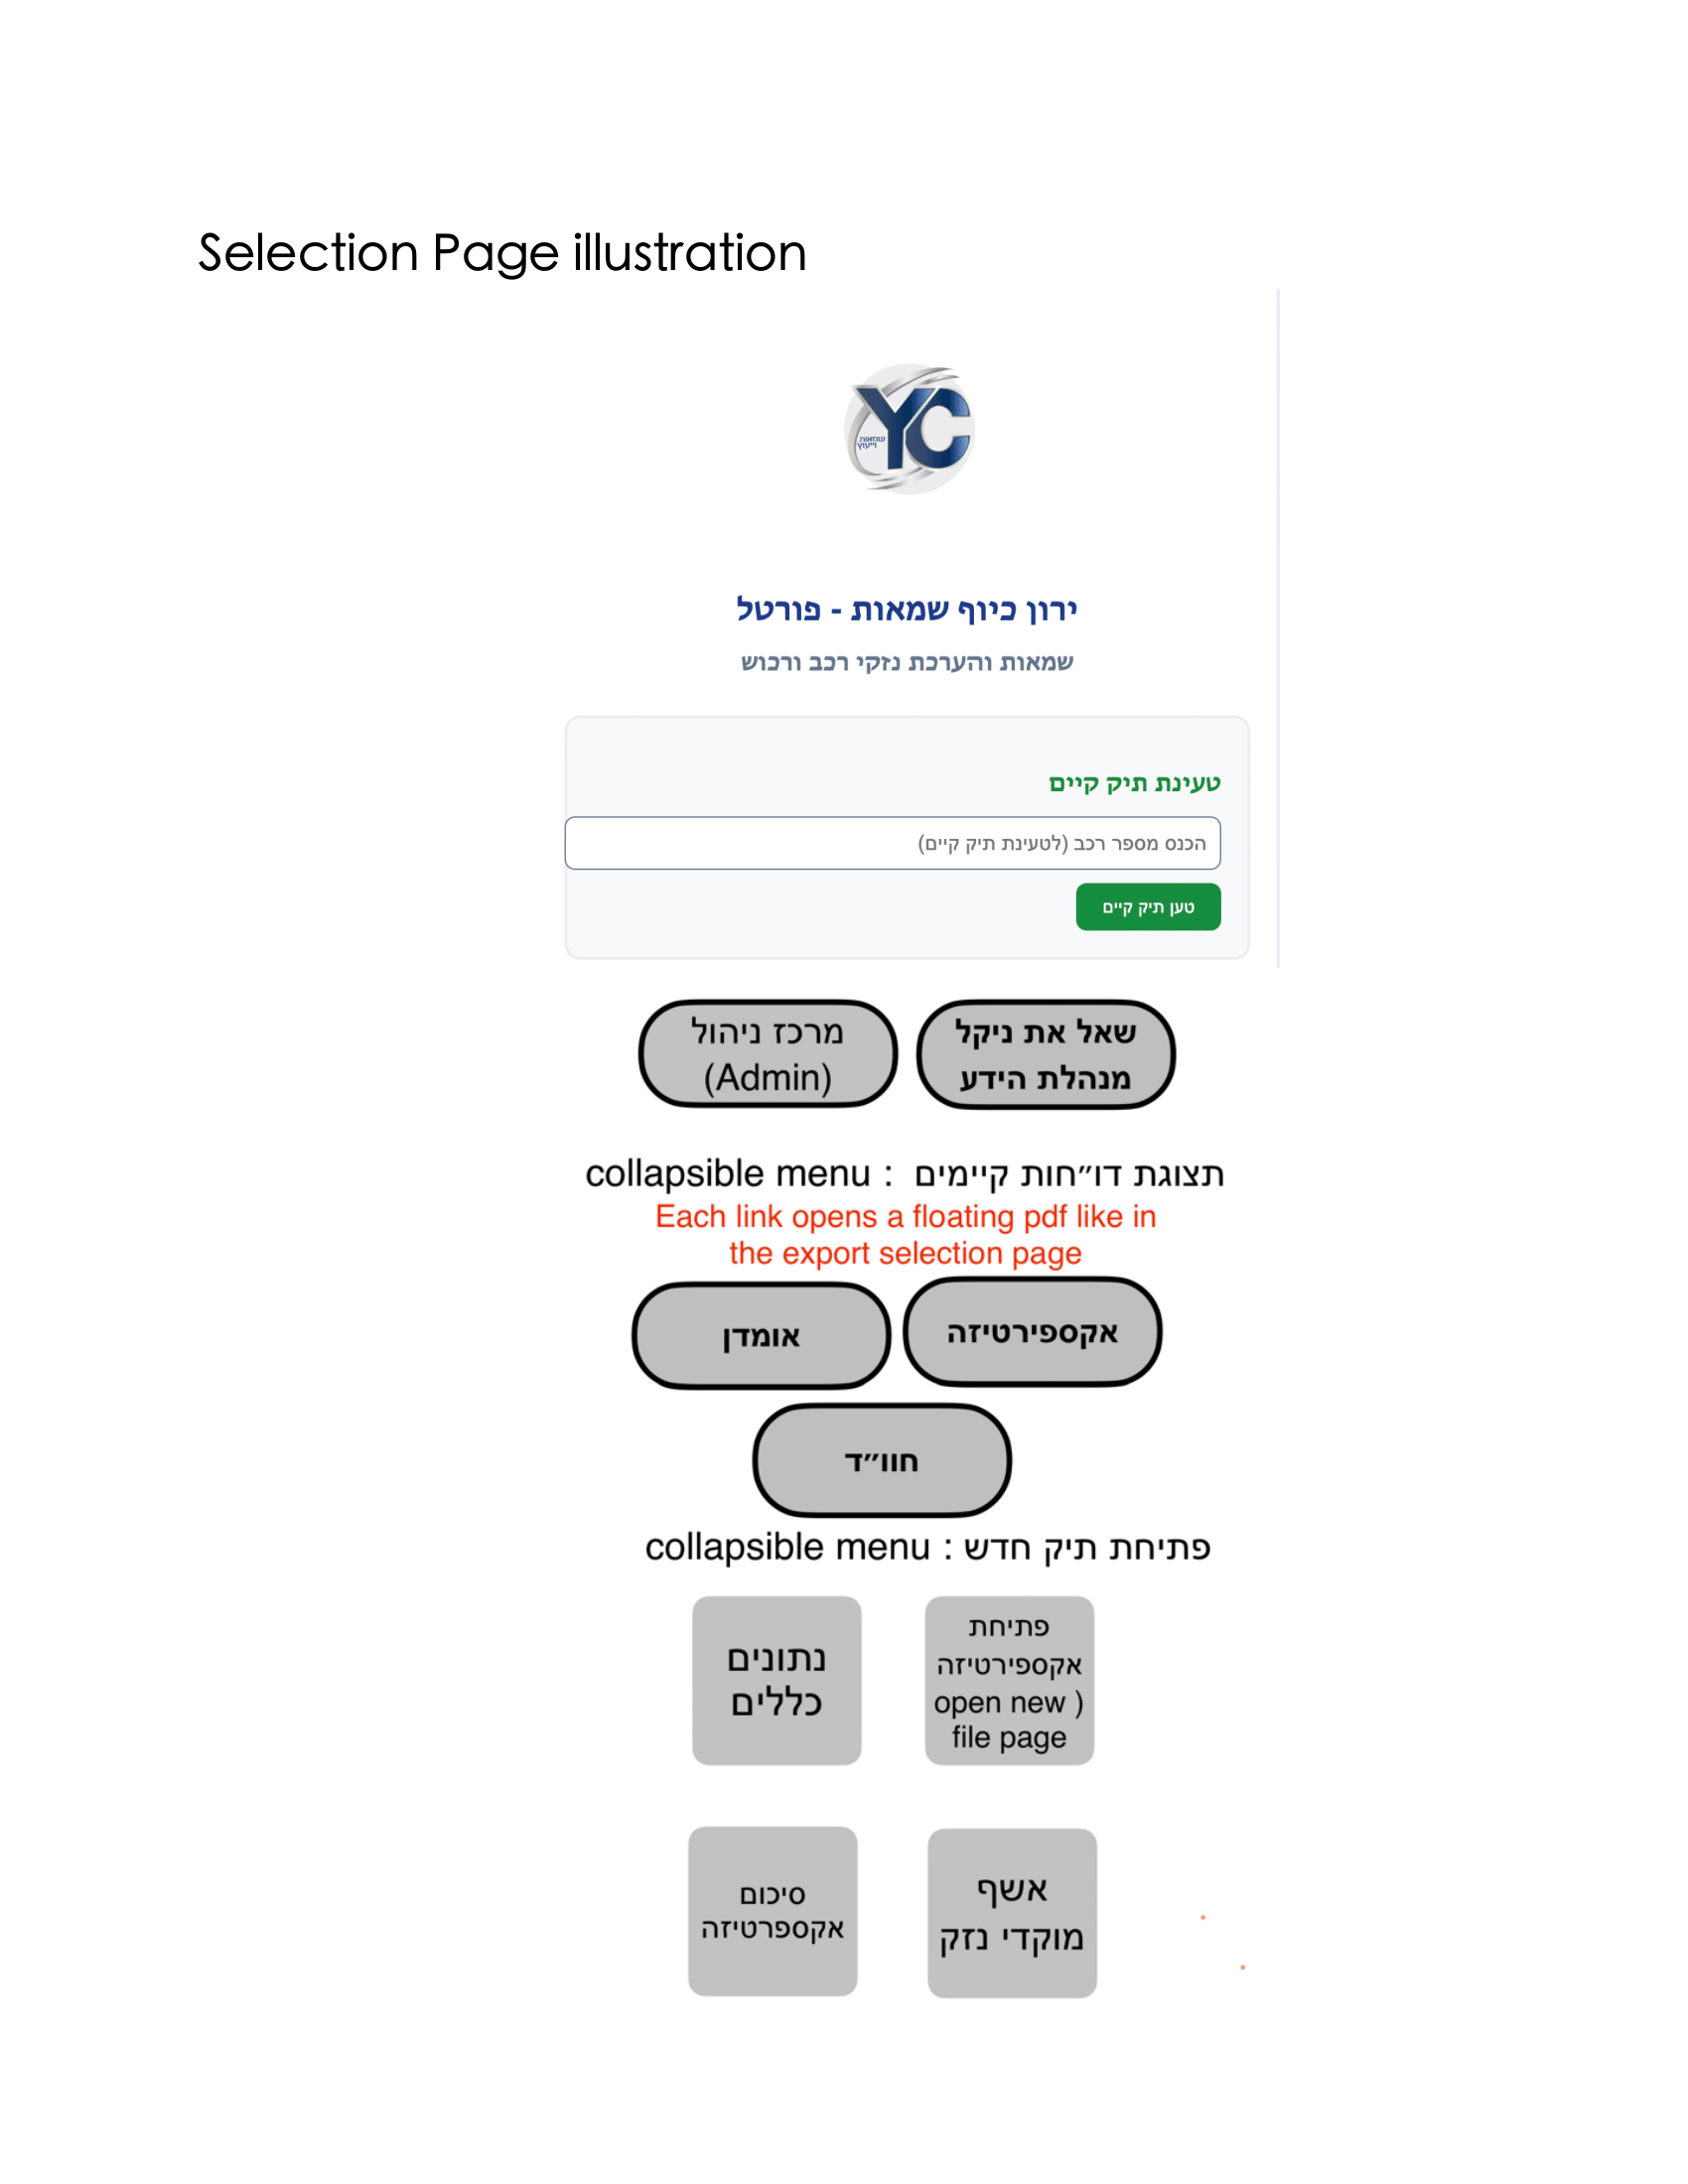 Selection Page illustration
YC
שמאות
וייעוץ
ירון כיוף שמאות - פורטל
שמאות והערכת נזקי רכב ורכוש
טעינת תיק קיים
הכנס מספר רכב (לטעינת תיק קיים)
טען תיק קיים
שאל את ניקל
מנהלת הידע
מרכז ניהול
(Admin)
collapsible menu : תצוגת דו״חות קיימים
Each link opens a floating pdf like in
the export selection page
אקספירטיזה
אומדן
חוו״ד
collapsible menu : פתיחת תיק חדש
פתיחת
אקספירטיזה
open new )
file page
נתונים
כללים
אשף
מוקדי נזק
סיכום
אקספרטיזה